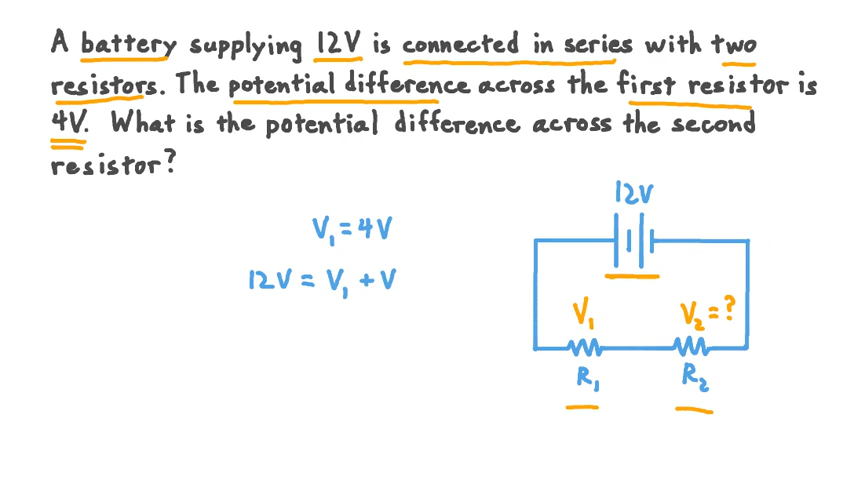 A battery supplying 12V is connected in series with two
resistors. The potential difference across the first resistor is
4V. What is the potential difference across the second
resistor?
12V
V₁ = 4V
12V = V₁ + V
V₁
V₂ = ?
R₁
R₂